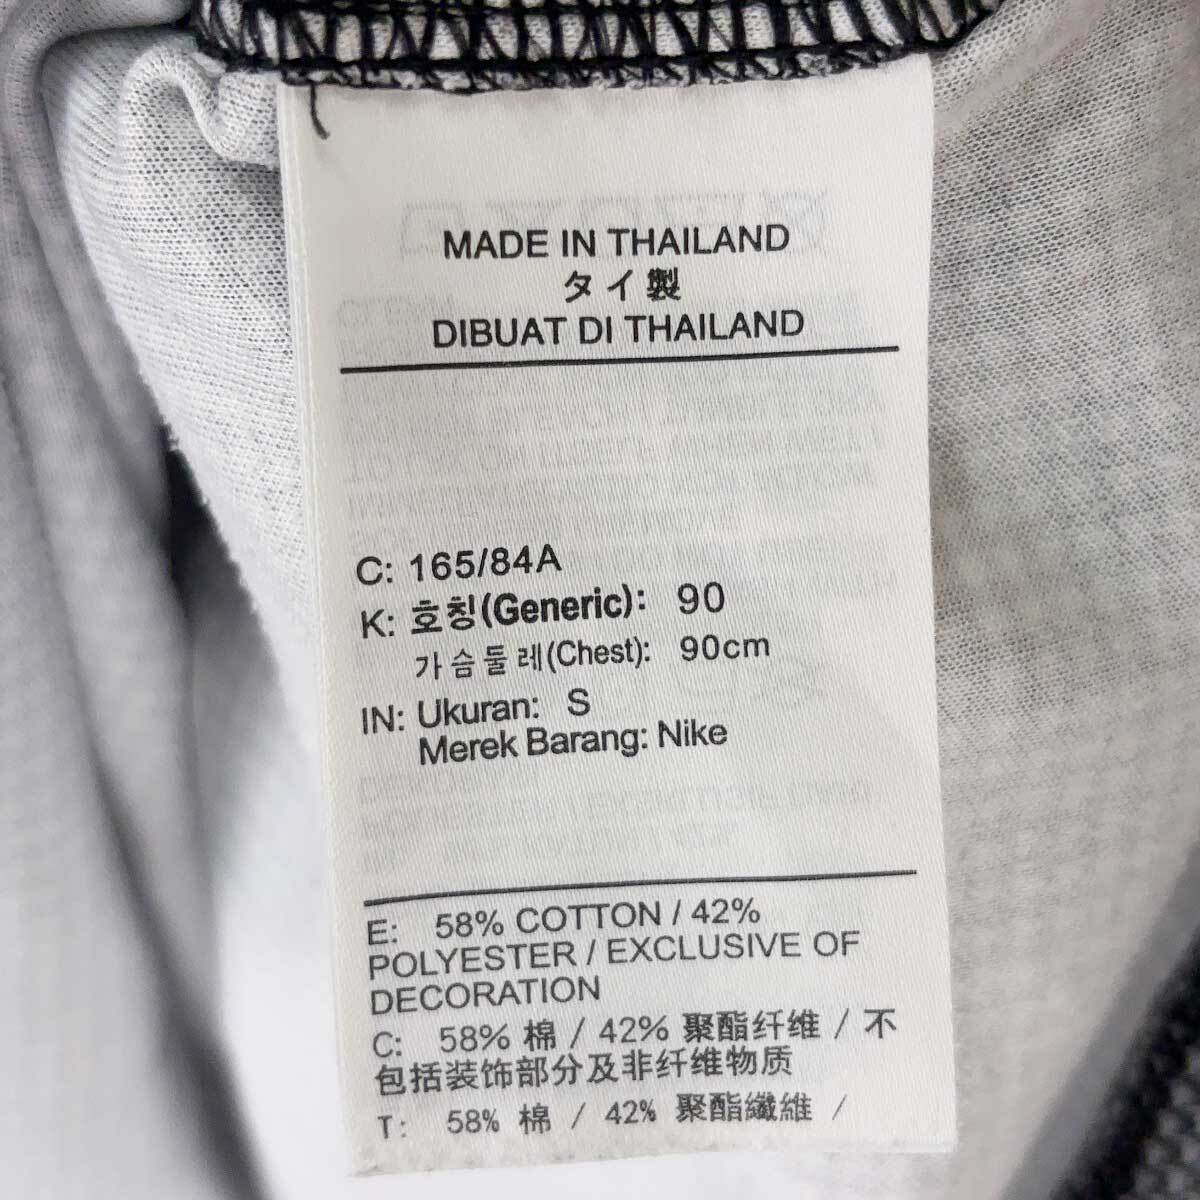 MADE IN THAILAND
タイ製
DIBUAT DI THAILAND
C: 165/84A
K: 호칭(Generic): 90
가슴둘레(Chest): 90cm
IN: Ukuran: S
Merek Barang: Nike
E: 58% COTTON / 42%
POLYESTER / EXCLUSIVE OF
DECORATION
C: 58% 棉 / 42% 聚酯纤维 / 不
包括装饰部分及非纤维物质
T: 58% 棉 / 42% 聚酯纖維 /